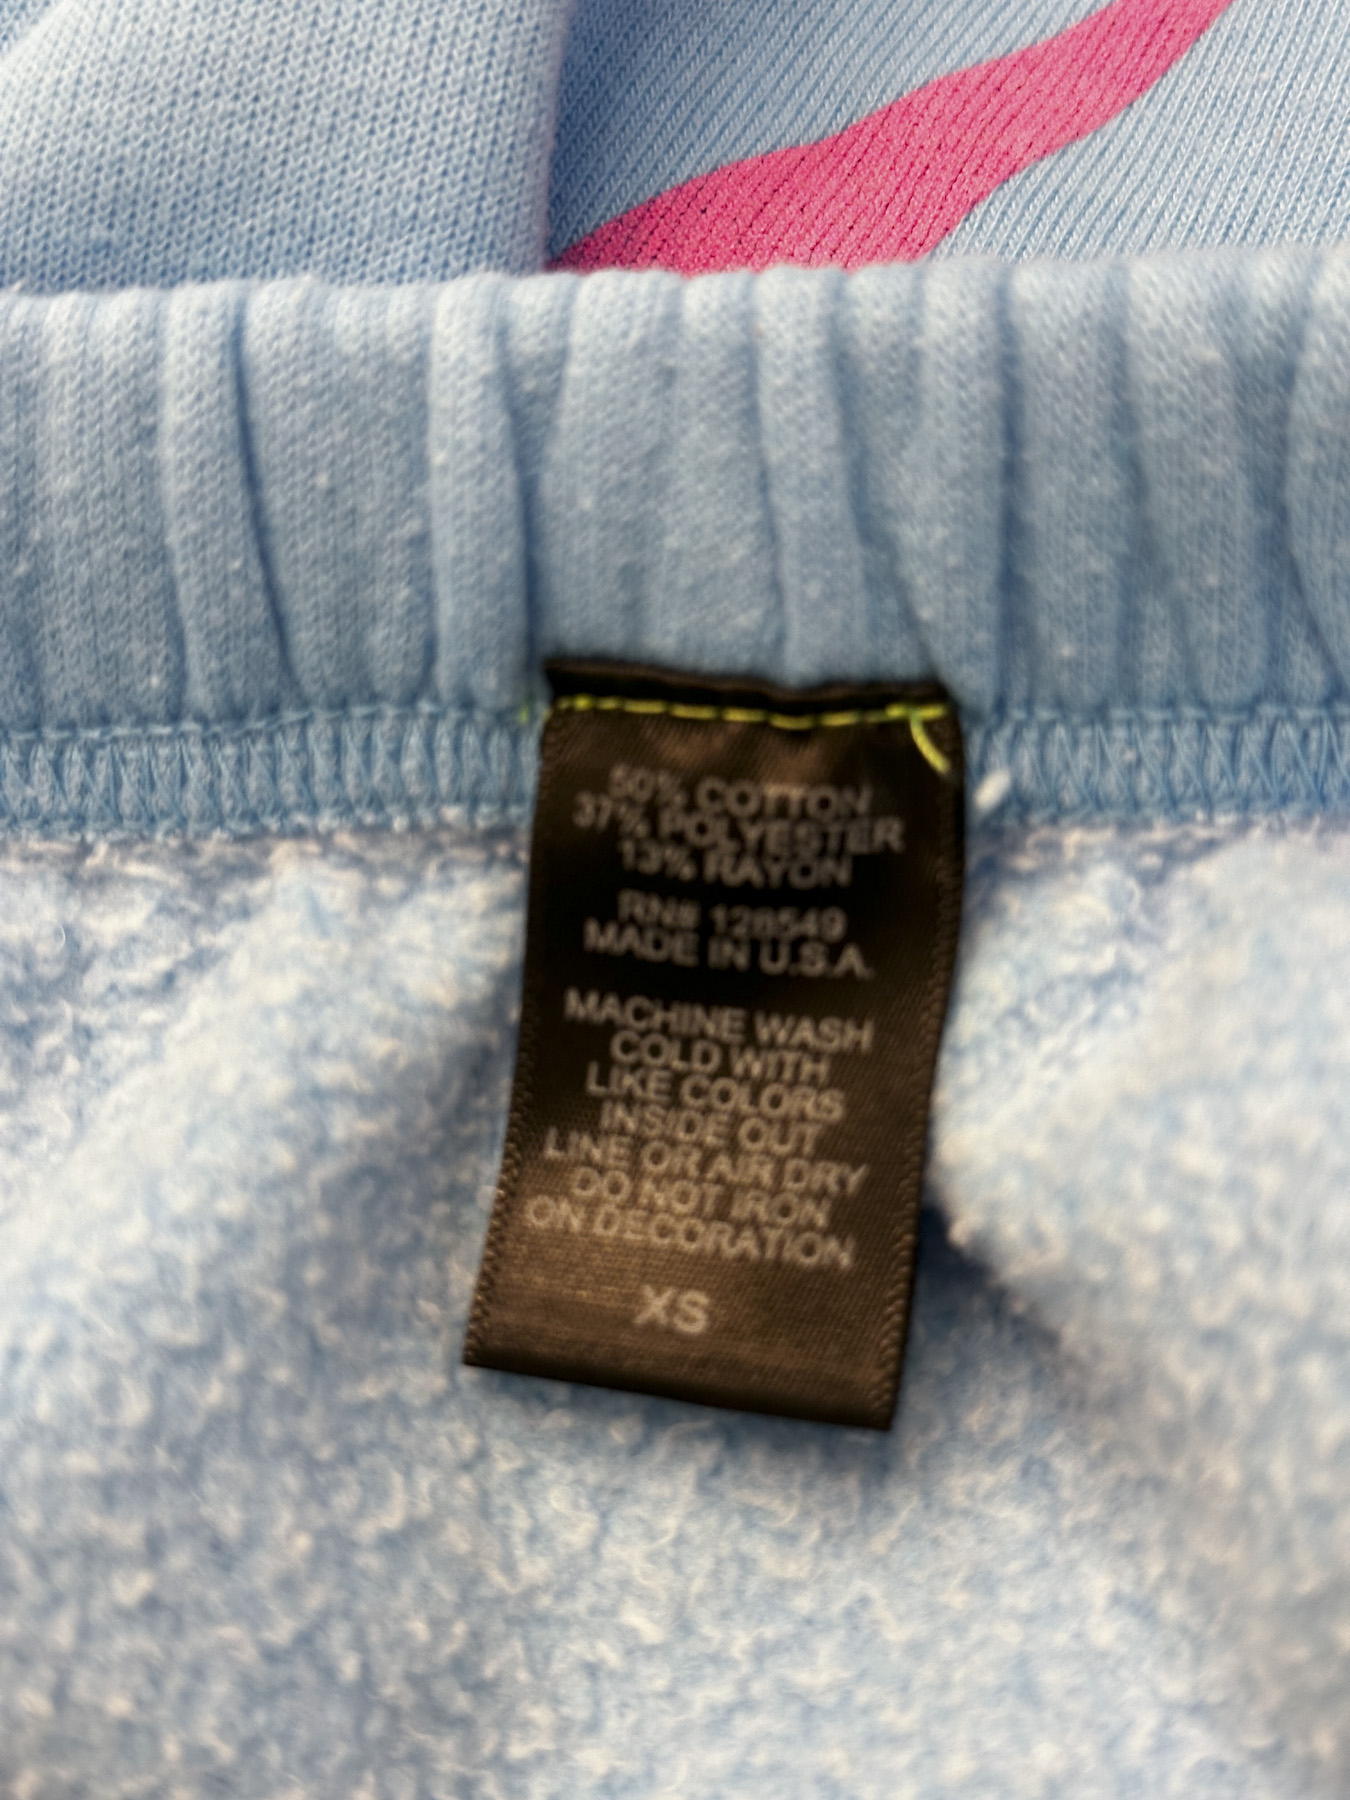 50% COTTON
37% POLYESTER
13% RAYON
RN# 128549
MADE IN U.S.A.
MACHINE WASH
COLD WITH
LIKE COLORS
INSIDE OUT
LINE OR AIR DRY
DO NOT IRON
ON DECORATION
XS